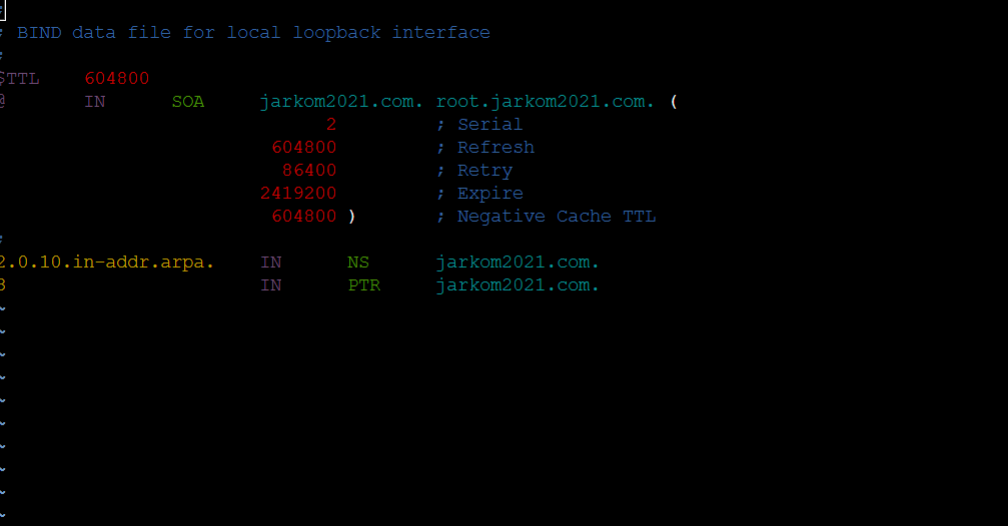 ;
; BIND data file for local loopback interface
;
$TTL    604800
@       IN      SOA     jarkom2021.com. root.jarkom2021.com. (
                              2         ; Serial
                         604800         ; Refresh
                          86400         ; Retry
                        2419200         ; Expire
                         604800 )       ; Negative Cache TTL
;
2.0.10.in-addr.arpa.    IN      NS      jarkom2021.com.
3                       IN      PTR     jarkom2021.com.
~
~
~
~
~
~
~
~
~
~